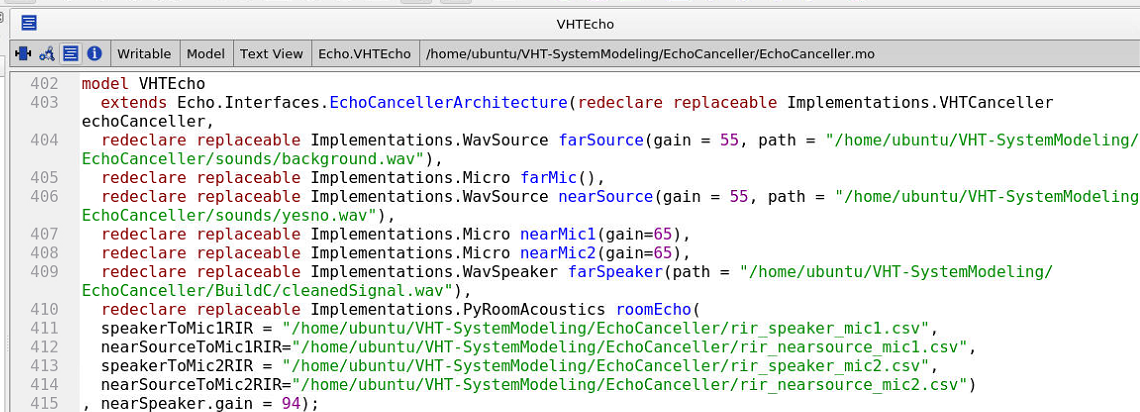 VHTEcho
Writable Model Text View Echo.VHTEcho /home/ubuntu/VHT-SystemModeling/EchoCanceller/EchoCanceller.mo
402 model VHTEcho
403 extends Echo.Interfaces.EchoCancellerArchitecture(redeclare replaceable Implementations.VHTCanceller
echoCanceller,
404 redeclare replaceable Implementations.WavSource farSource(gain = 55, path = "/home/ubuntu/VHT-SystemModeling/
EchoCanceller/sounds/background.wav"),
405 redeclare replaceable Implementations.Micro farMic(),
406 redeclare replaceable Implementations.WavSource nearSource(gain = 55, path = "/home/ubuntu/VHT-SystemModeling
EchoCanceller/sounds/yesno.wav"),
407 redeclare replaceable Implementations.Micro nearMic1(gain=65),
408 redeclare replaceable Implementations.Micro nearMic2(gain=65),
409 redeclare replaceable Implementations.WavSpeaker farSpeaker(path = "/home/ubuntu/VHT-SystemModeling/
EchoCanceller/BuildC/cleanedSignal.wav"),
410 redeclare replaceable Implementations.PyRoomAcoustics roomEcho(
411 speakerToMic1RIR = "/home/ubuntu/VHT-SystemModeling/EchoCanceller/rir_speaker_mic1.csv",
412 nearSourceToMic1RIR="/home/ubuntu/VHT-SystemModeling/EchoCanceller/rir_nearsource_mic1.csv",
413 speakerToMic2RIR = "/home/ubuntu/VHT-SystemModeling/EchoCanceller/rir_speaker_mic2.csv",
414 nearSourceToMic2RIR="/home/ubuntu/VHT-SystemModeling/EchoCanceller/rir_nearsource_mic2.csv")
415 , nearSpeaker.gain = 94);